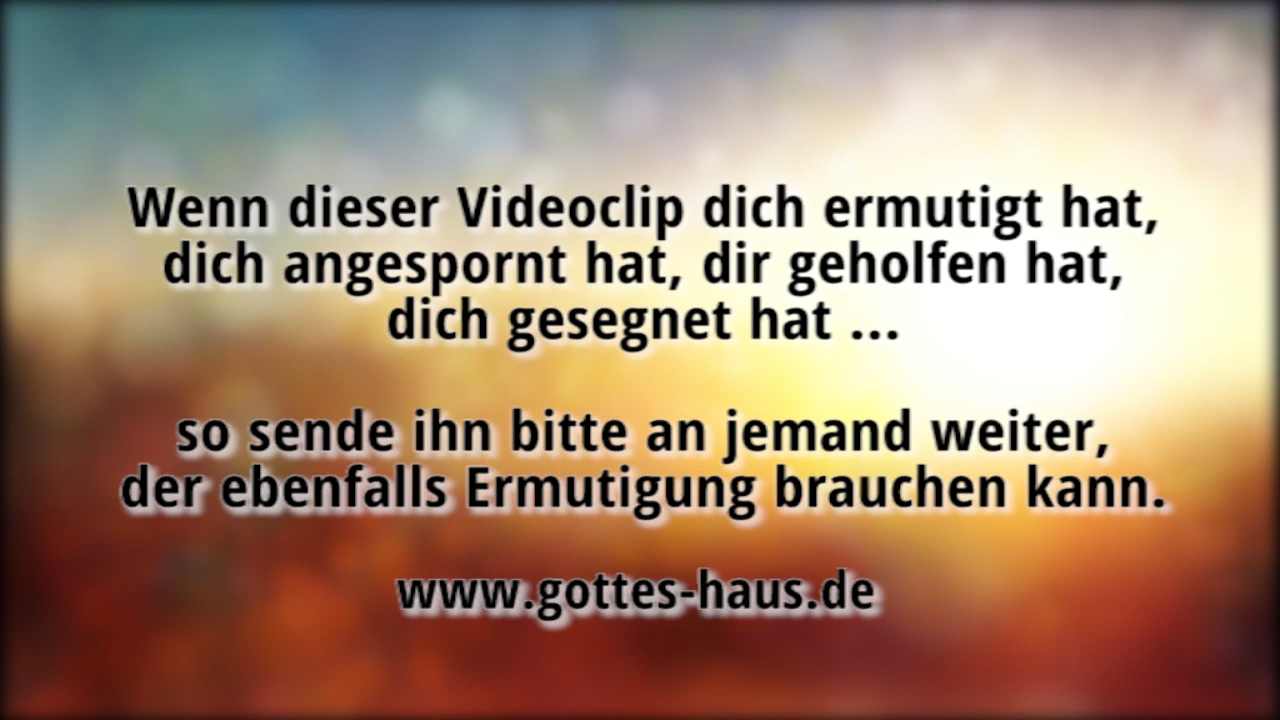 Wenn dieser Videoclip dich ermutigt hat,
dich angespornt hat, dir geholfen hat,
dich gesegnet hat ...
so sende ihn bitte an jemand weiter,
der ebenfalls Ermutigung brauchen kann.
www.gottes-haus.de